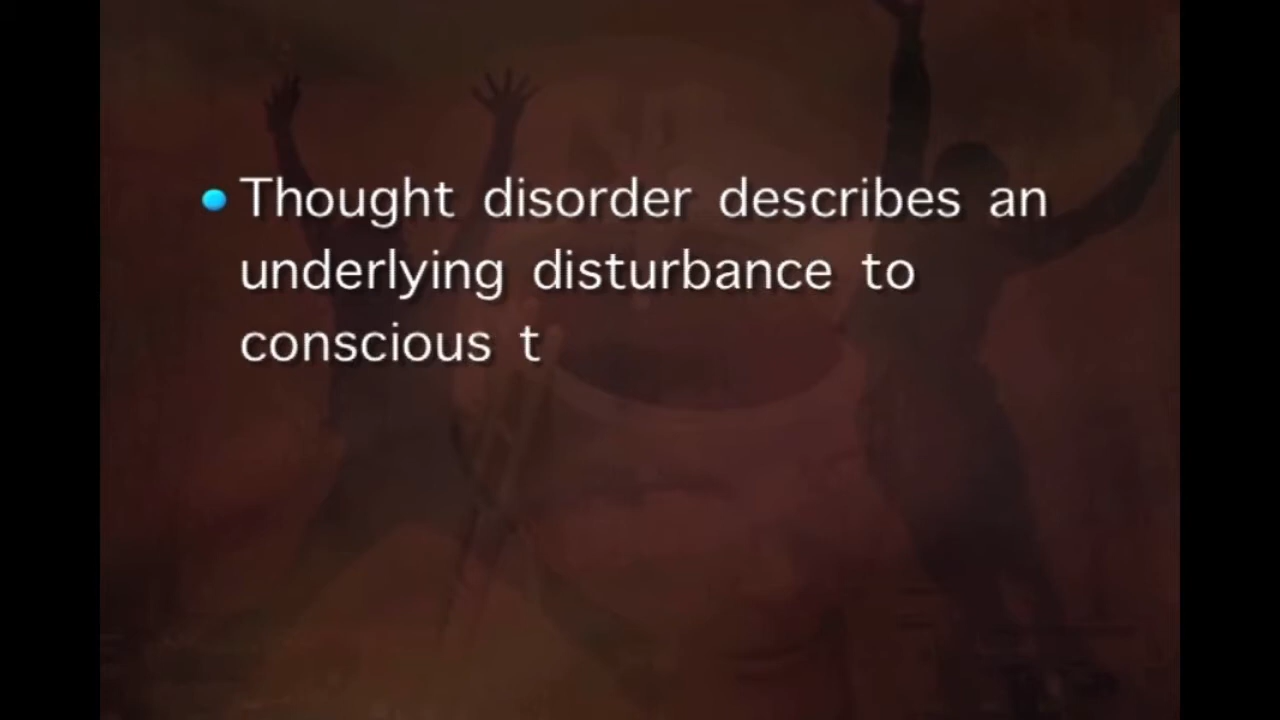 Thought disorder describes an
underlying disturbance to
conscious t